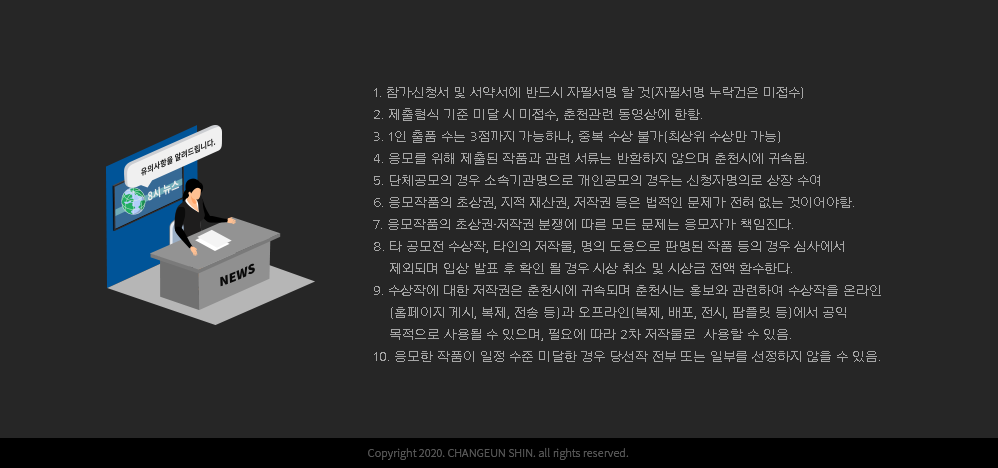 유의사항을 알려드립니다.
8시 뉴스
NEWS
1. 참가신청서 및 서약서에 반드시 자필서명 할 것(자필서명 누락건은 미접수)
2. 제출형식 기준 미달 시 미접수, 춘천관련 동영상에 한함.
3. 1인 출품 수는 3점까지 가능하나, 중복 수상 불가(최상위 수상만 가능)
4. 응모를 위해 제출된 작품과 관련 서류는 반환하지 않으며 춘천시에 귀속됨.
5. 단체공모의 경우 소속기관명으로 개인공모의 경우는 신청자명의로 상장 수여
6. 응모작품의 초상권, 지적 재산권, 저작권 등은 법적인 문제가 전혀 없는 것이어야함.
7. 응모작품의 초상권·저작권 분쟁에 따른 모든 문제는 응모자가 책임진다.
8. 타 공모전 수상작, 타인의 저작물, 명의 도용으로 판명된 작품 등의 경우 심사에서
제외되며 입상 발표 후 확인 될 경우 시상 취소 및 시상금 전액 환수한다.
9. 수상작에 대한 저작권은 춘천시에 귀속되며 춘천시는 홍보와 관련하여 수상작을 온라인
(홈페이지 게시, 복제, 전송 등)과 오프라인(복제, 배포, 전시, 팜플릿 등)에서 공익
목적으로 사용될 수 있으며, 필요에 따라 2차 저작물로 사용할 수 있음.
10. 응모한 작품이 일정 수준 미달한 경우 당선작 전부 또는 일부를 선정하지 않을 수 있음.
Copyright 2020. CHANGEUN SHIN. all rights reserved.